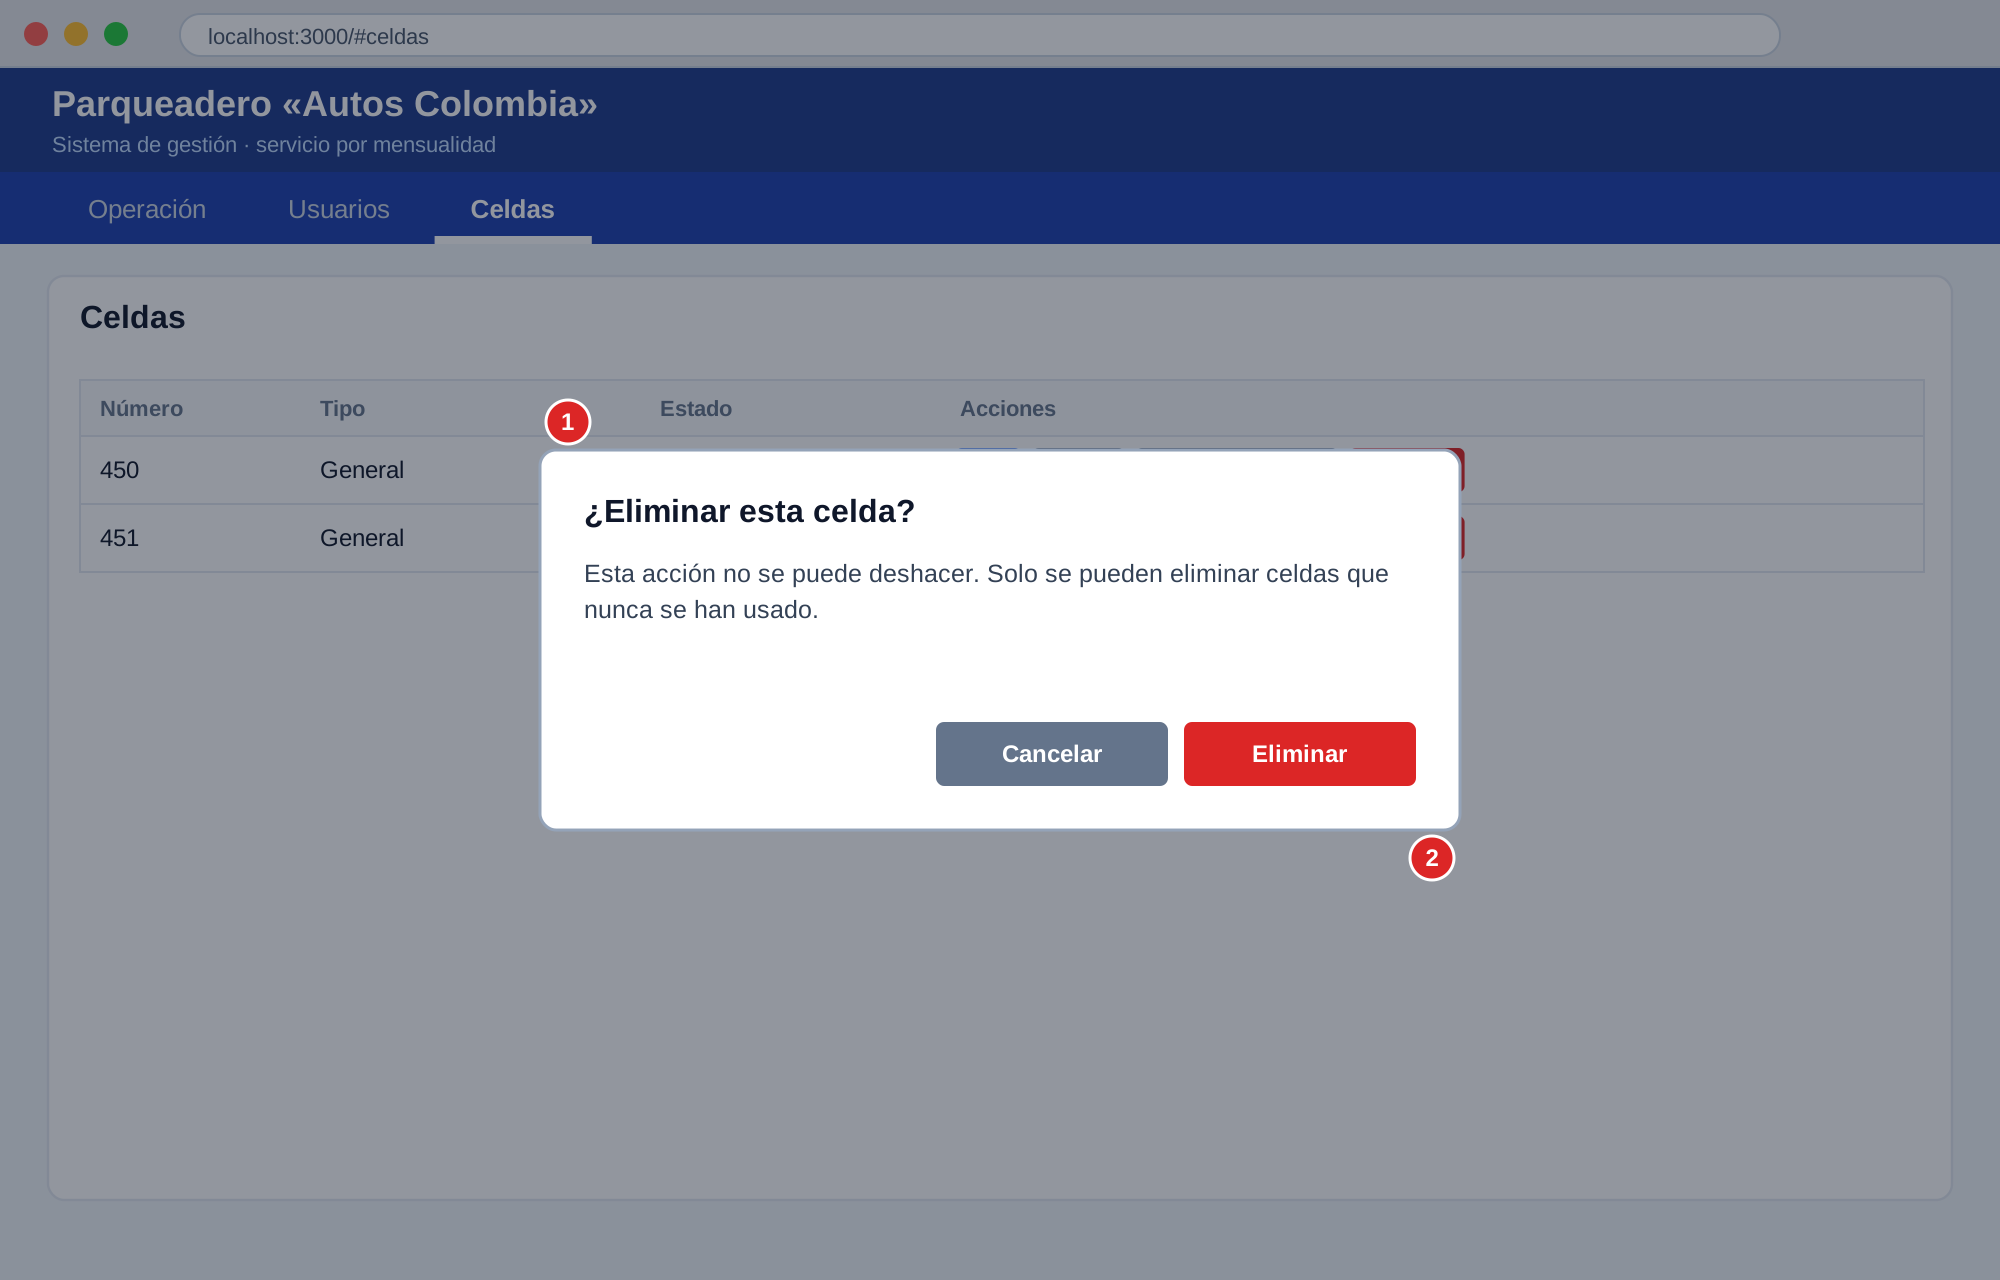 localhost:3000/#celdas
Parqueadero «Autos Colombia»
Sistema de gestión · servicio por mensualidad
Operación Usuarios Celdas
Celdas
Número Tipo Estado Acciones
1
450 General
451 General
¿Eliminar esta celda?
Esta acción no se puede deshacer. Solo se pueden eliminar celdas que
nunca se han usado.
Cancelar Eliminar
2